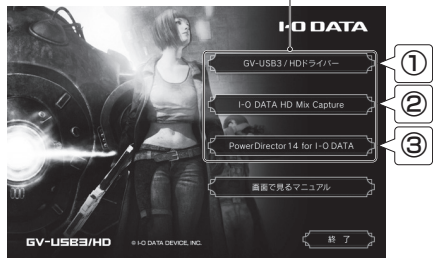 I-O DATA
GV-USB3 / HDドライバー
①
I-O DATA HD Mix Capture
②
PowerDirector 14 for I-O DATA
③
画面で見るマニュアル
GV-USB3/HD
© I-O DATA DEVICE, INC.
終 了